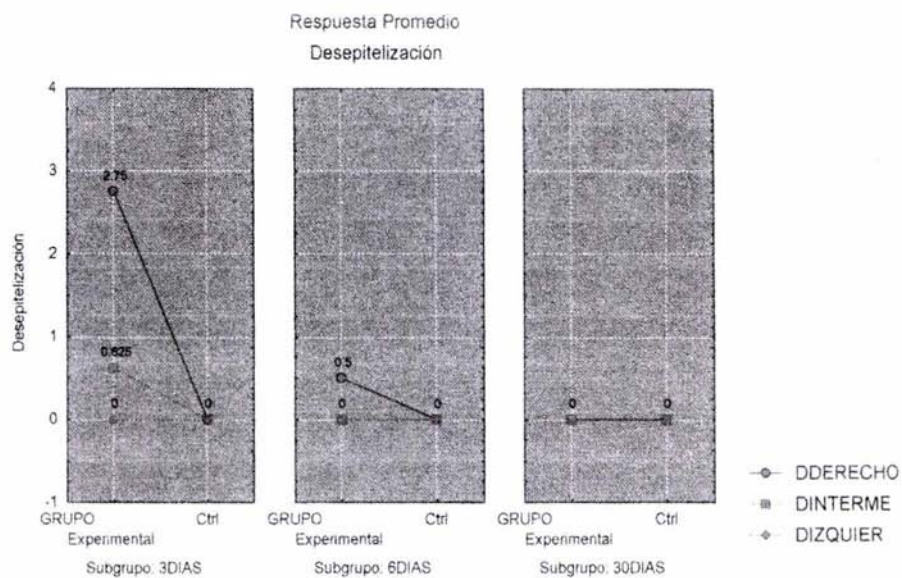 Respuesta Promedio
Desepitelización
Desepitelización
4
3
2
1
0
-1
2.75
0.625
0
0
0.5
0
0
0
0
GRUPO
Experimental
Ctrl
Subgrupo: 3DIAS
GRUPO
Experimental
Ctrl
Subgrupo: 6DIAS
GRUPO
Experimental
Ctrl
Subgrupo: 30DIAS
DDERECHO
DINTERME
DIZQUIER